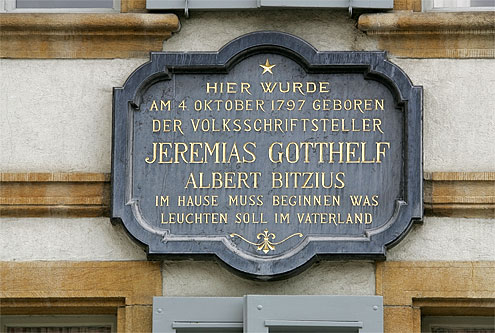 HIER WURDE
AM 4. OKTOBER 1797 GEBOREN
DER VOLKSSCHRIFTSTELLER
JEREMIAS GOTTHELF
ALBERT BITZIUS
IM HAUSE MUSS BEGINNEN WAS
LEUCHTEN SOLL IM VATERLAND